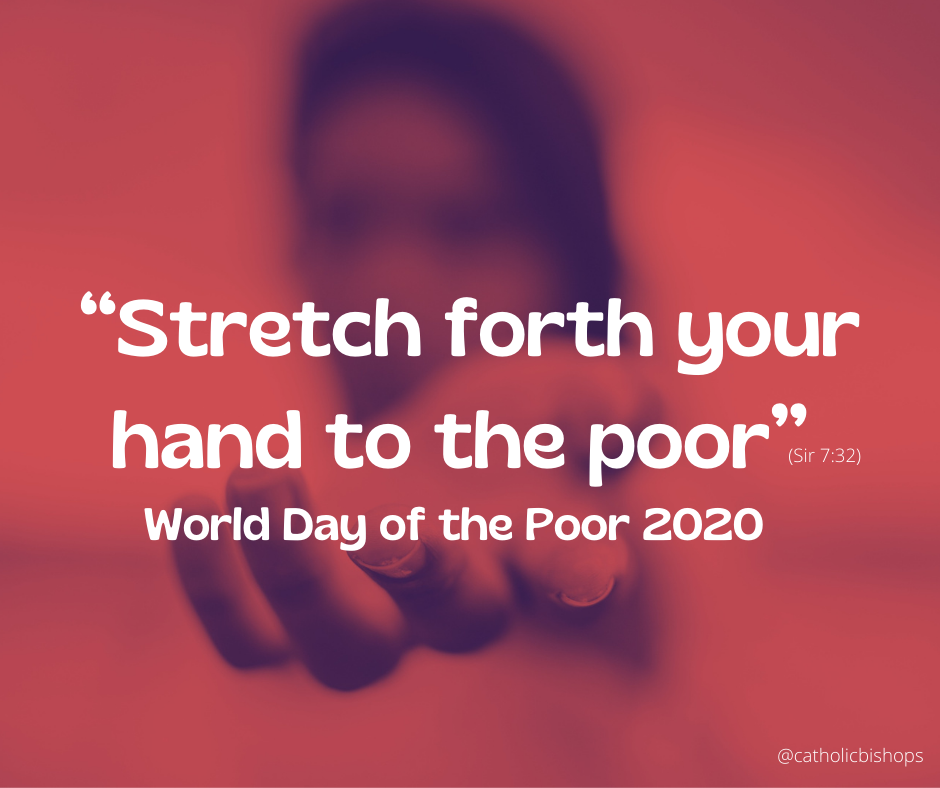 “Stretch forth your
hand to the poor”
(Sir 7:32)
World Day of the Poor 2020
@catholicbishops